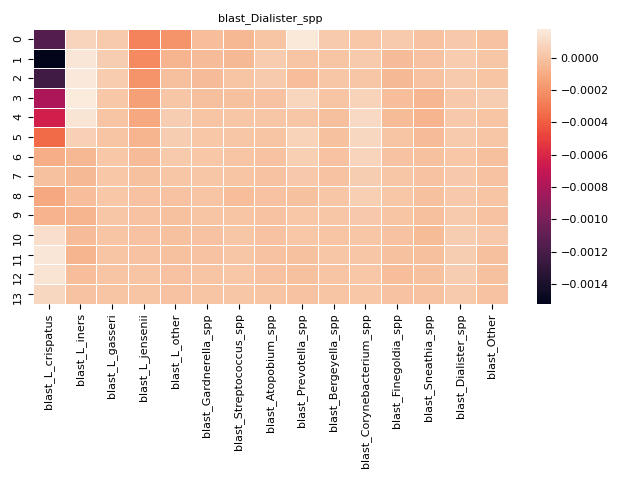 blast_Dialister_spp
0
1
2
3
4
5
6
7
8
9
10
11
12
13
0.0000
−0.0002
−0.0004
−0.0006
−0.0008
−0.0010
−0.0012
−0.0014
blast_L_crispatus
blast_L_iners
blast_L_gasseri
blast_L_jensenii
blast_L_other
blast_Gardnerella_spp
blast_Streptococcus_spp
blast_Atopobium_spp
blast_Prevotella_spp
blast_Bergeyella_spp
blast_Corynebacterium_spp
blast_Finegoldia_spp
blast_Sneathia_spp
blast_Dialister_spp
blast_Other